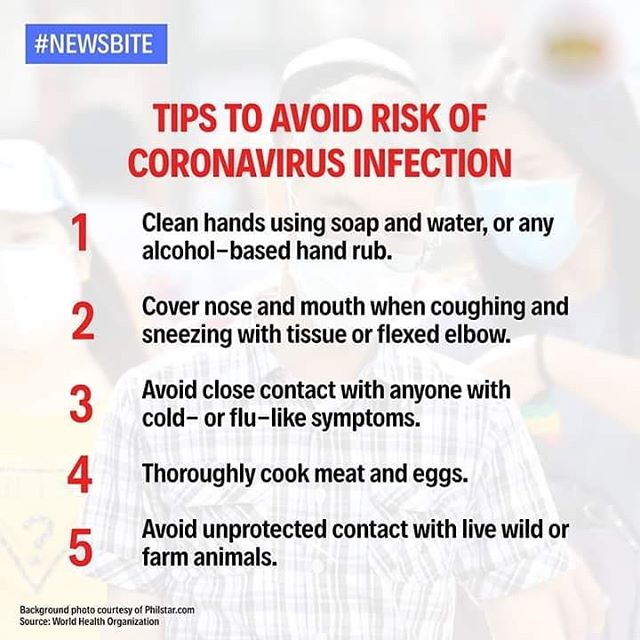 #NEWSBITE
TIPS TO AVOID RISK OF
CORONAVIRUS INFECTION
1
Clean hands using soap and water, or any
alcohol-based hand rub.
2
Cover nose and mouth when coughing and
sneezing with tissue or flexed elbow.
3
Avoid close contact with anyone with
cold- or flu-like symptoms.
4
Thoroughly cook meat and eggs.
5
Avoid unprotected contact with live wild or
farm animals.
Background photo courtesy of Philstar.com
Source: World Health Organization